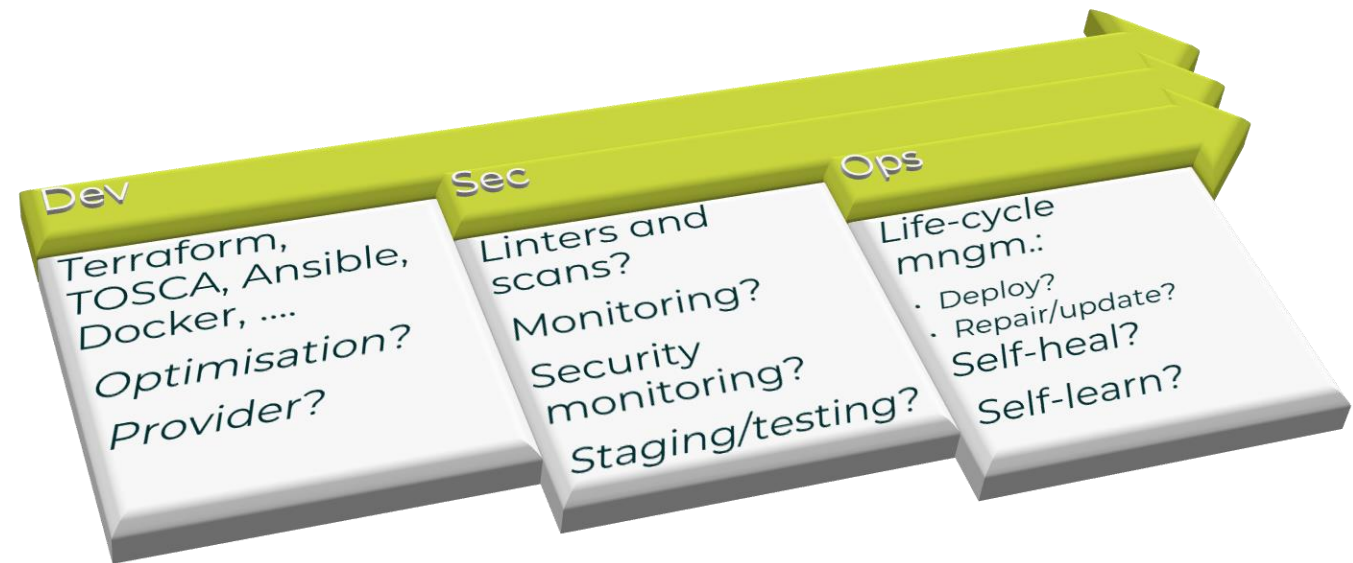 Dev
Terraform,
TOSCA, Ansible,
Docker, ....
Optimisation?
Provider?
Sec
Linters and
scans?
Monitoring?
Security
monitoring?
Staging/testing?
Ops
Life-cycle
mngm.:
• Deploy?
• Repair/update?
Self-heal?
Self-learn?